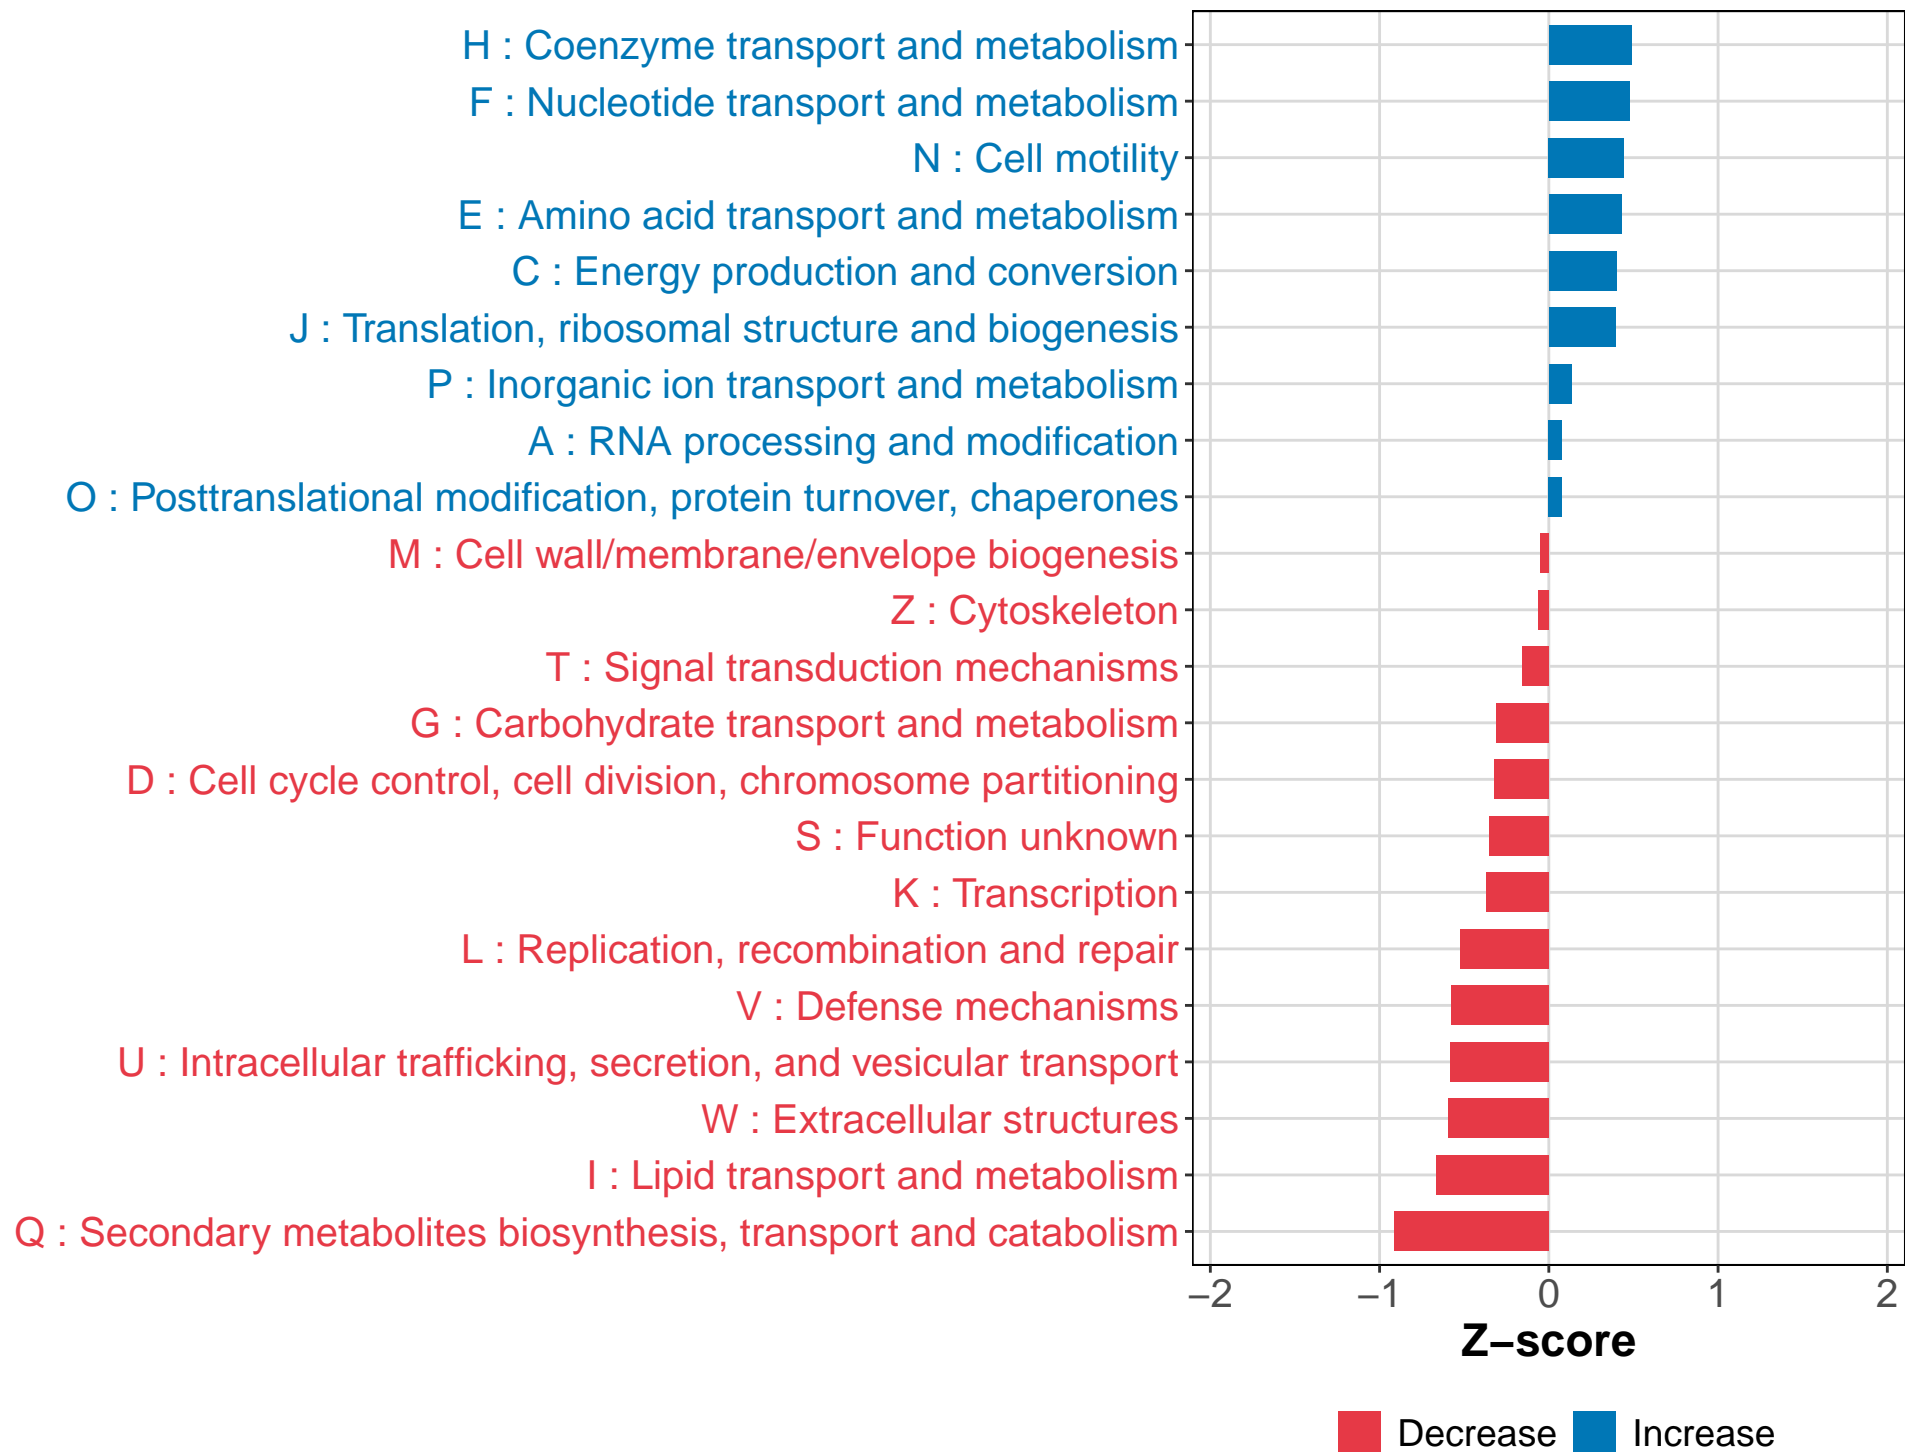 H : Coenzyme transport and metabolism
F : Nucleotide transport and metabolism
N : Cell motility
E : Amino acid transport and metabolism
C : Energy production and conversion
J : Translation, ribosomal structure and biogenesis
P : Inorganic ion transport and metabolism
A : RNA processing and modification
O : Posttranslational modification, protein turnover, chaperones
M : Cell wall/membrane/envelope biogenesis
Z : Cytoskeleton
T : Signal transduction mechanisms
G : Carbohydrate transport and metabolism
D : Cell cycle control, cell division, chromosome partitioning
S : Function unknown
K : Transcription
L : Replication, recombination and repair
V : Defense mechanisms
U : Intracellular trafficking, secretion, and vesicular transport
W : Extracellular structures
I : Lipid transport and metabolism
Q : Secondary metabolites biosynthesis, transport and catabolism
−2 −1 0 1 2
Z−score
Decrease Increase